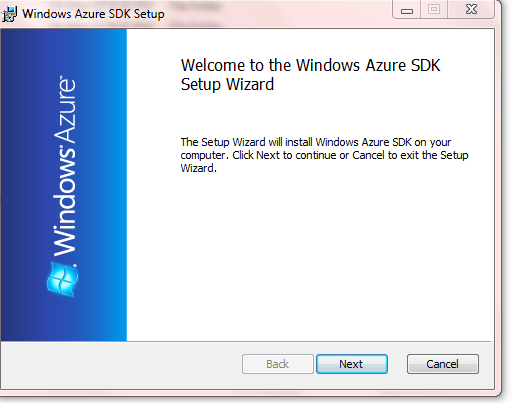 Windows Azure SDK Setup
Welcome to the Windows Azure SDK
Setup Wizard
The Setup Wizard will install Windows Azure SDK on your
computer. Click Next to continue or Cancel to exit the Setup
Wizard.
Windows Azure™
Back
Next
Cancel